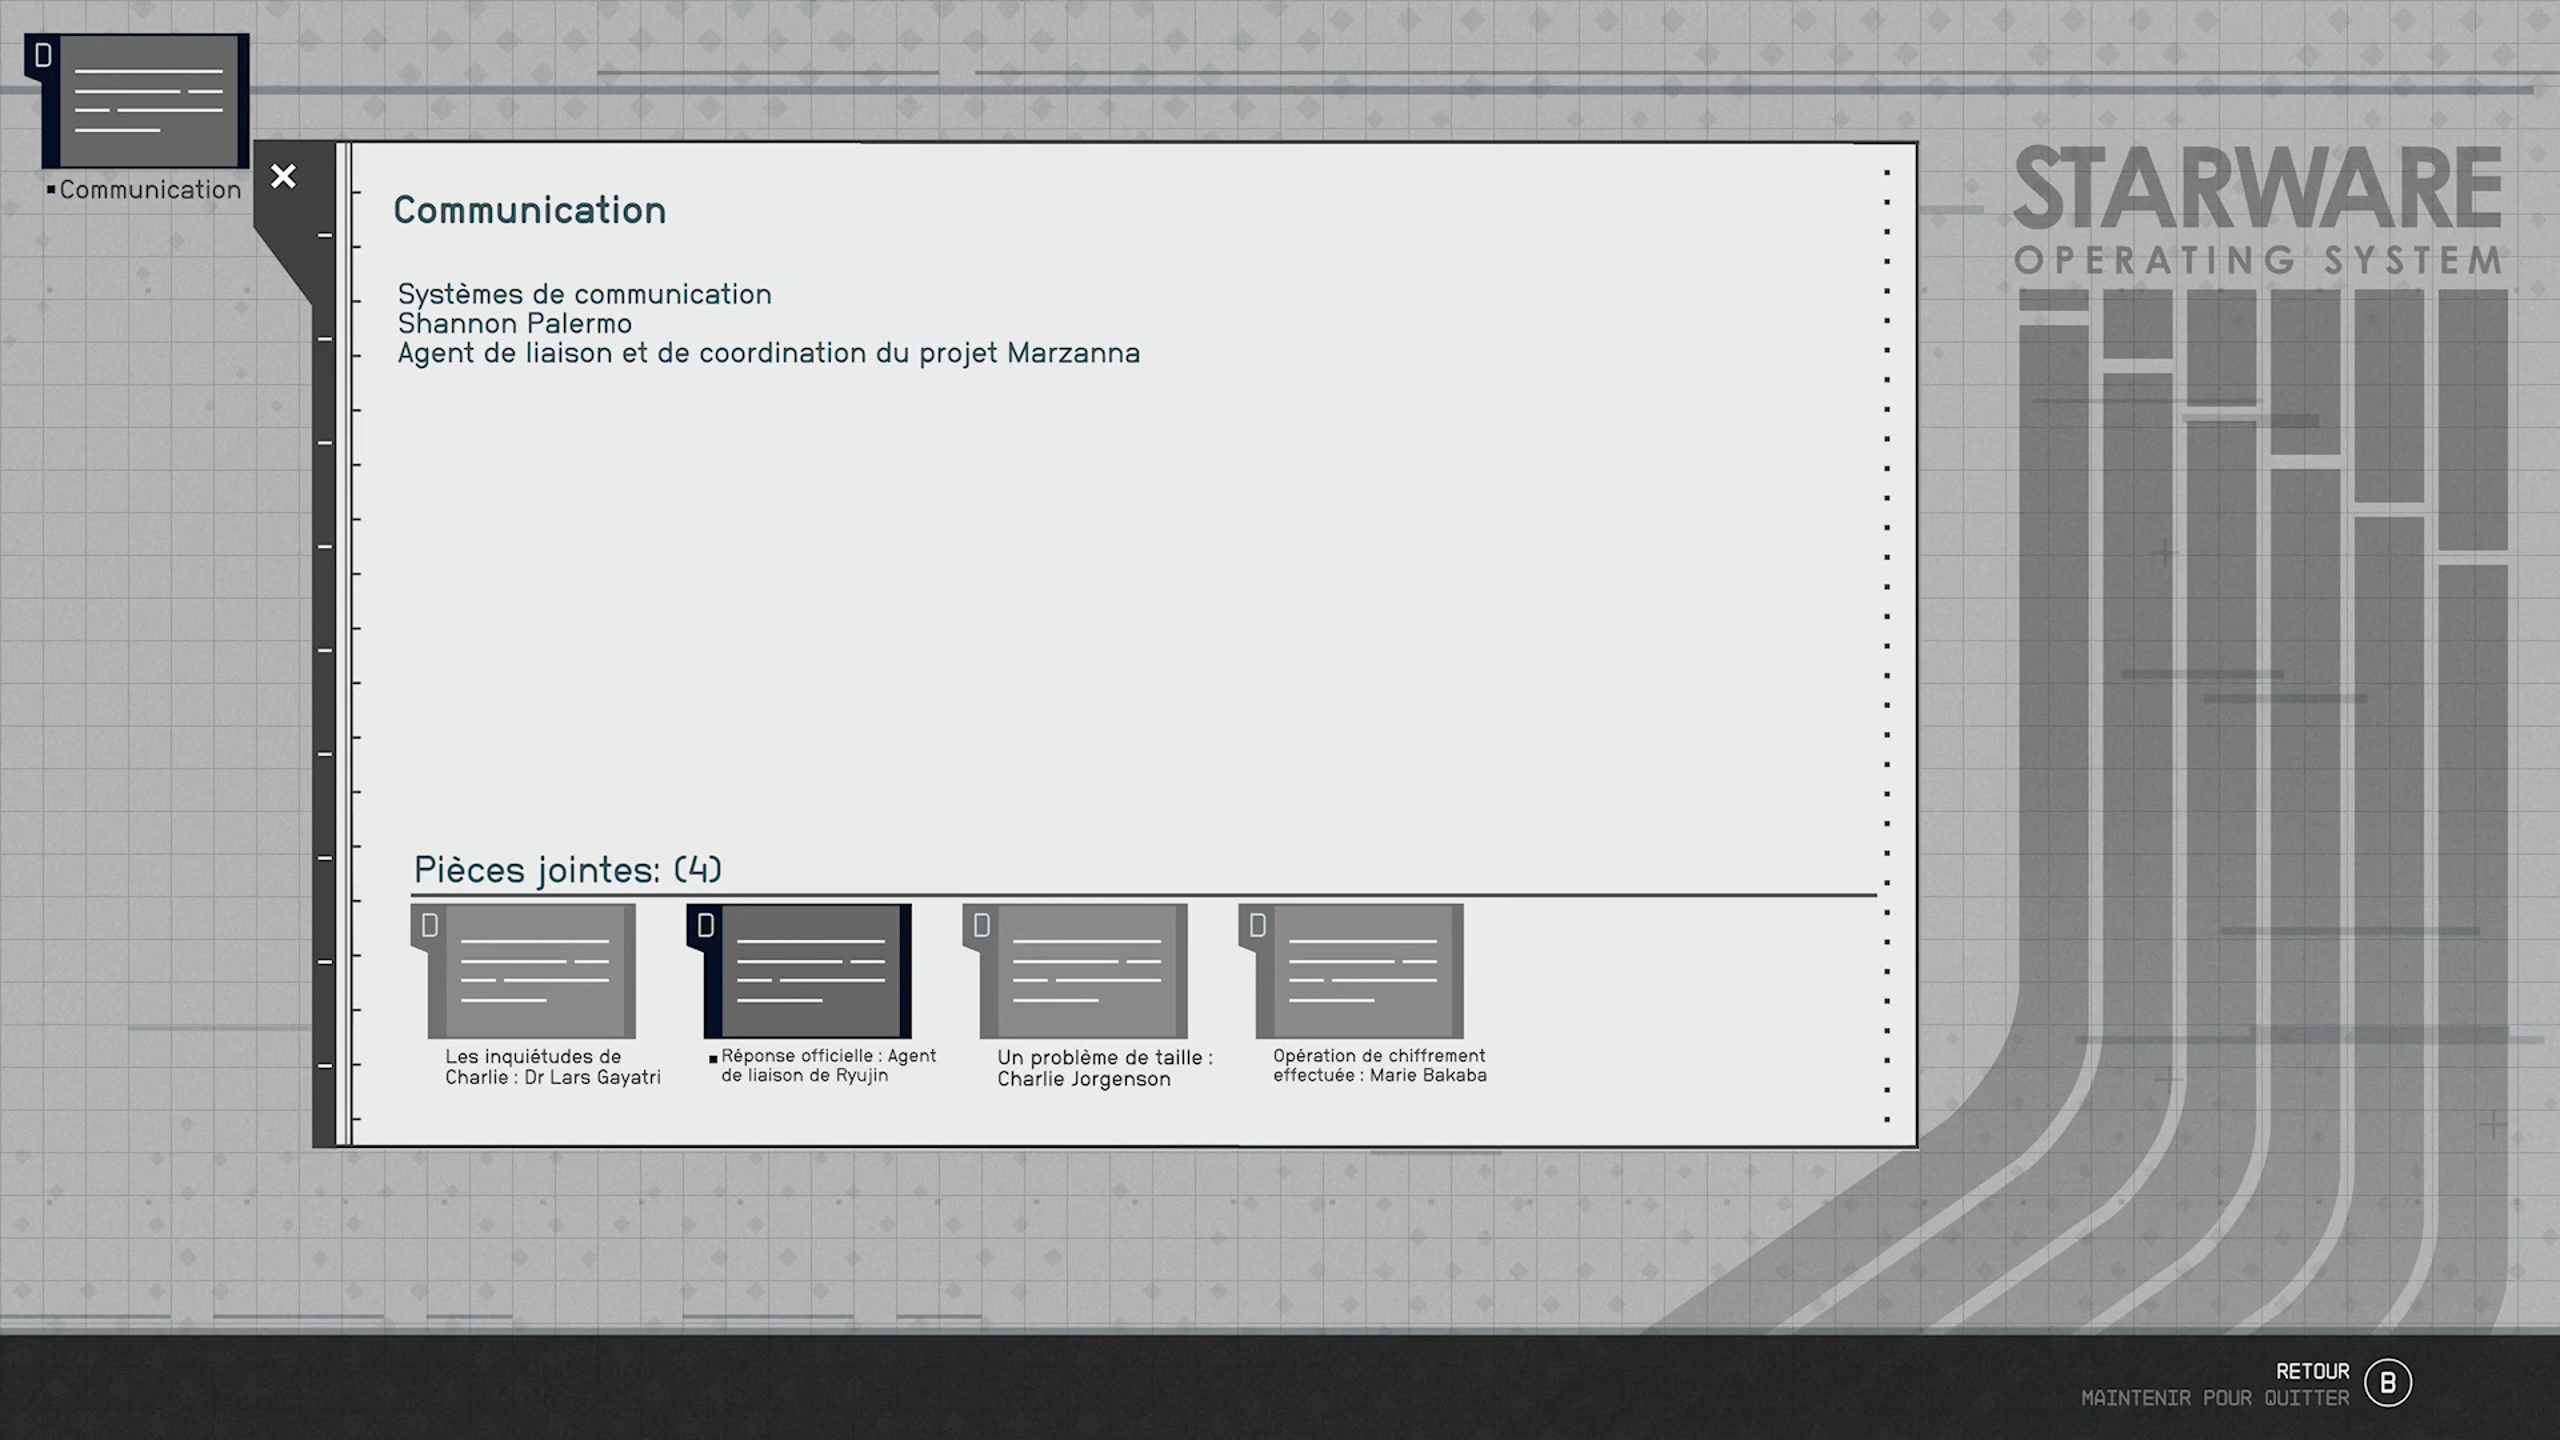 D
Communication
Communication
Systèmes de communication
Shannon Palermo
Agent de liaison et de coordination du projet Marzanna
Pièces jointes: (4)
D
Les inquiétudes de
Charlie : Dr Lars Gayatri
D
Réponse officielle : Agent
de liaison de Ryujin
D
Un problème de taille :
Charlie Jorgenson
D
Opération de chiffrement
effectuée : Marie Bakaba
STARWARE
OPERATING SYSTEM
RETOUR
MAINTENIR POUR QUITTER
B